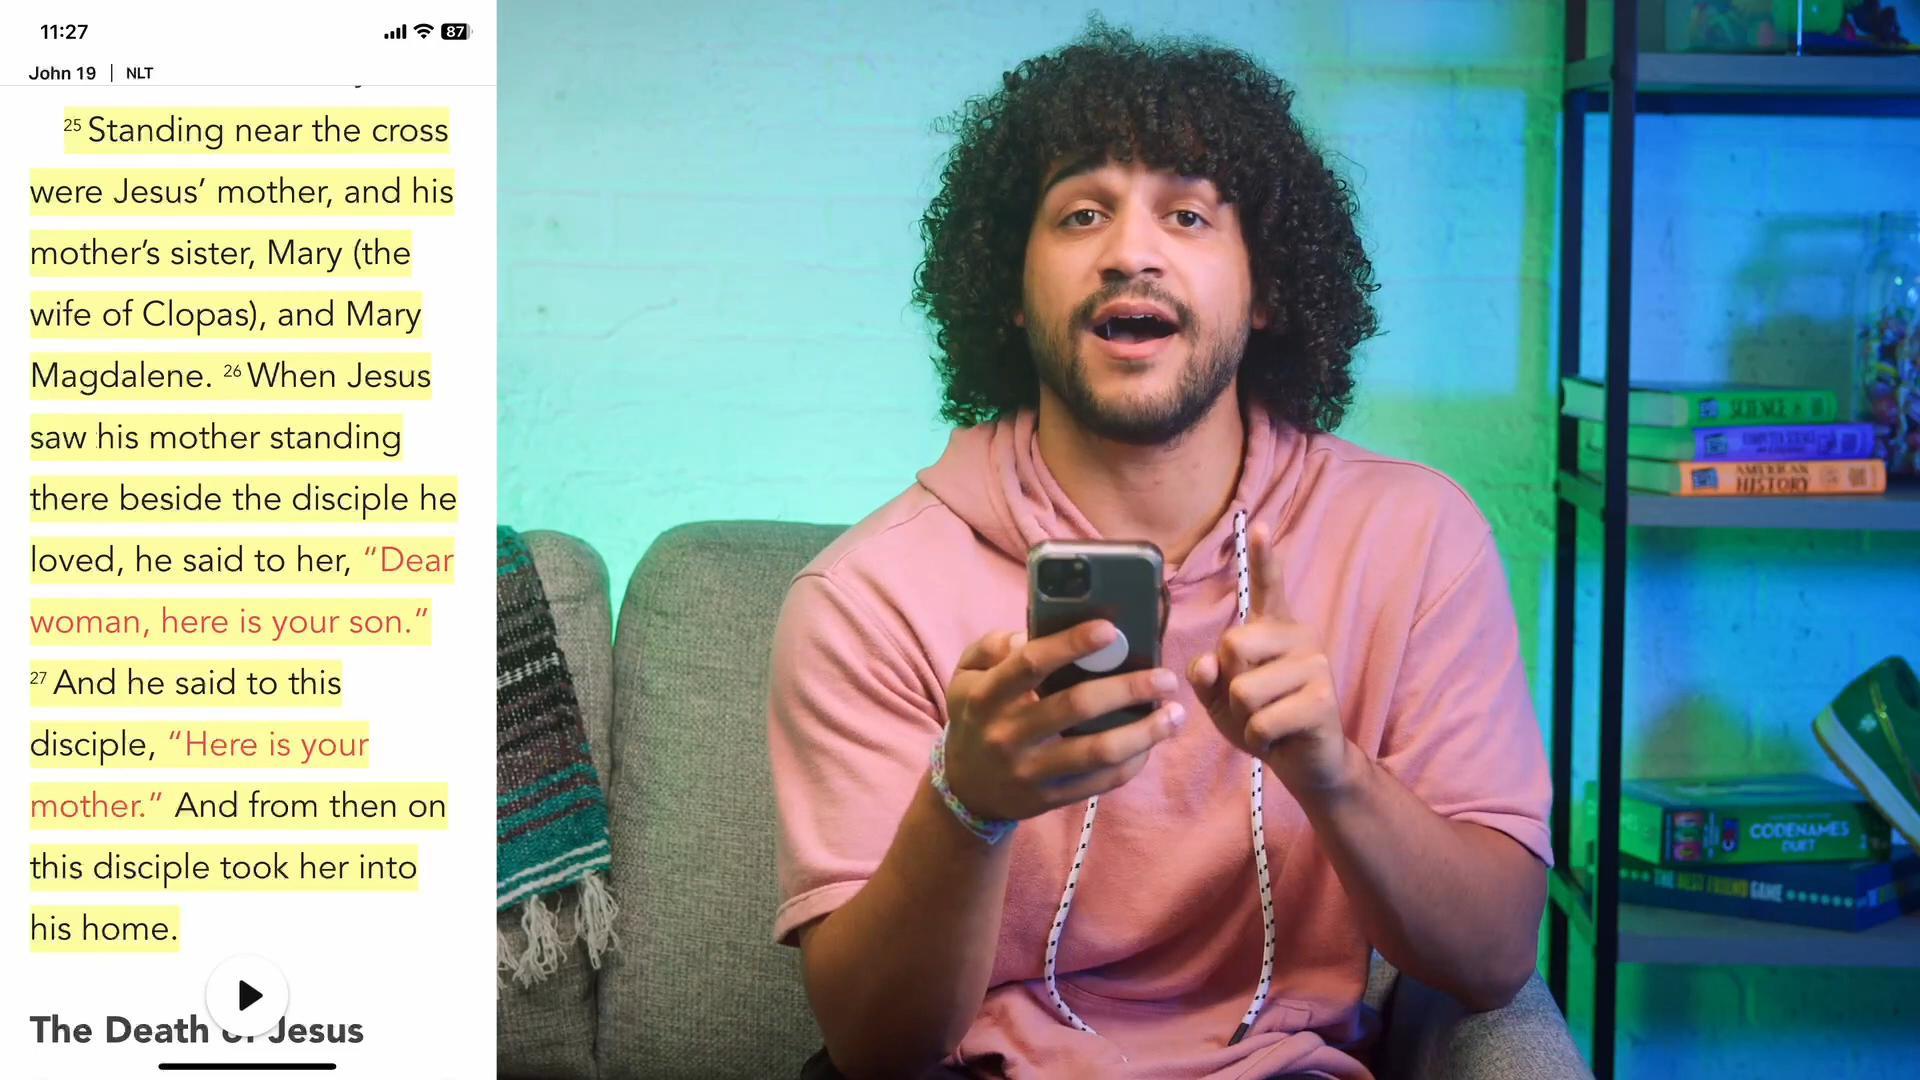 11:27
87
John 19 | NLT
25 Standing near the cross
were Jesus’ mother, and his
mother’s sister, Mary (the
wife of Clopas), and Mary
Magdalene. 26 When Jesus
saw his mother standing
there beside the disciple he
loved, he said to her, “Dear
woman, here is your son.”
27 And he said to this
disciple, “Here is your
mother.” And from then on
this disciple took her into
his home.
The Death of Jesus
SCIENCE
COMPUTER SCIENCE
AMERICAN
HISTORY
CODENAMES
DUET
THE BEST FRIEND GAME